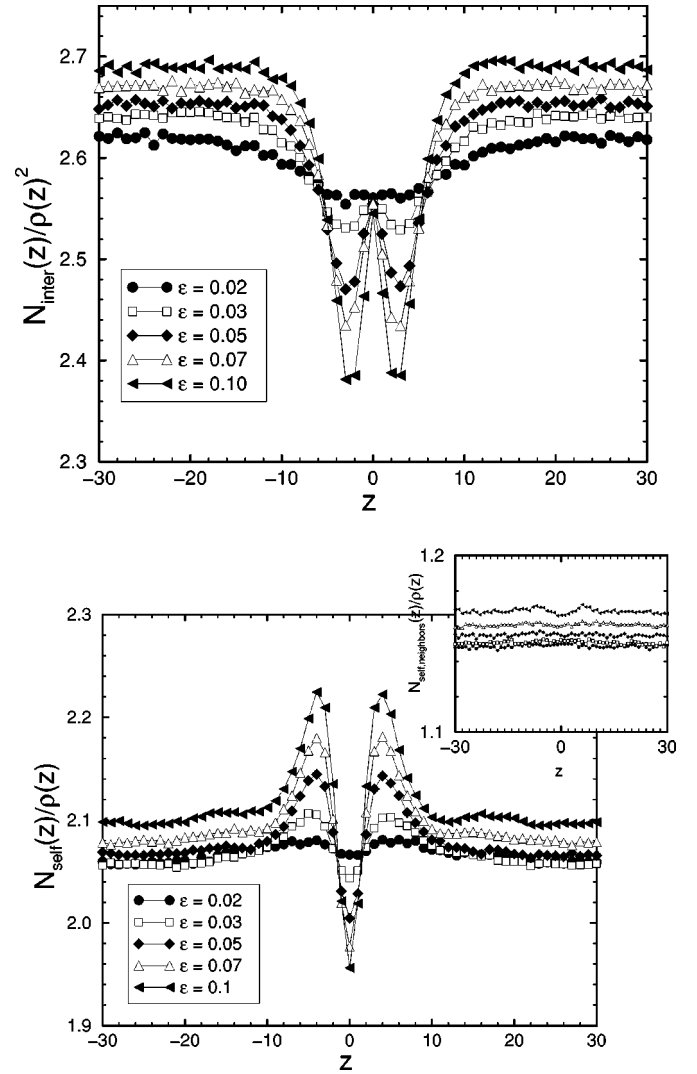 2.7
2.6
2.5
2.4
2.3
N_inter(z)/ρ(z)^2
ε = 0.02
ε = 0.03
ε = 0.05
ε = 0.07
ε = 0.10
−30 −20 −10 0 10 20 30
z
1.2
1.1
N_self,neighbors(z)/ρ(z)
−30 0 30
z
2.3
2.2
2.1
2.0
1.9
N_self(z)/ρ(z)
ε = 0.02
ε = 0.03
ε = 0.05
ε = 0.07
ε = 0.1
−30 −20 −10 0 10 20 30
z